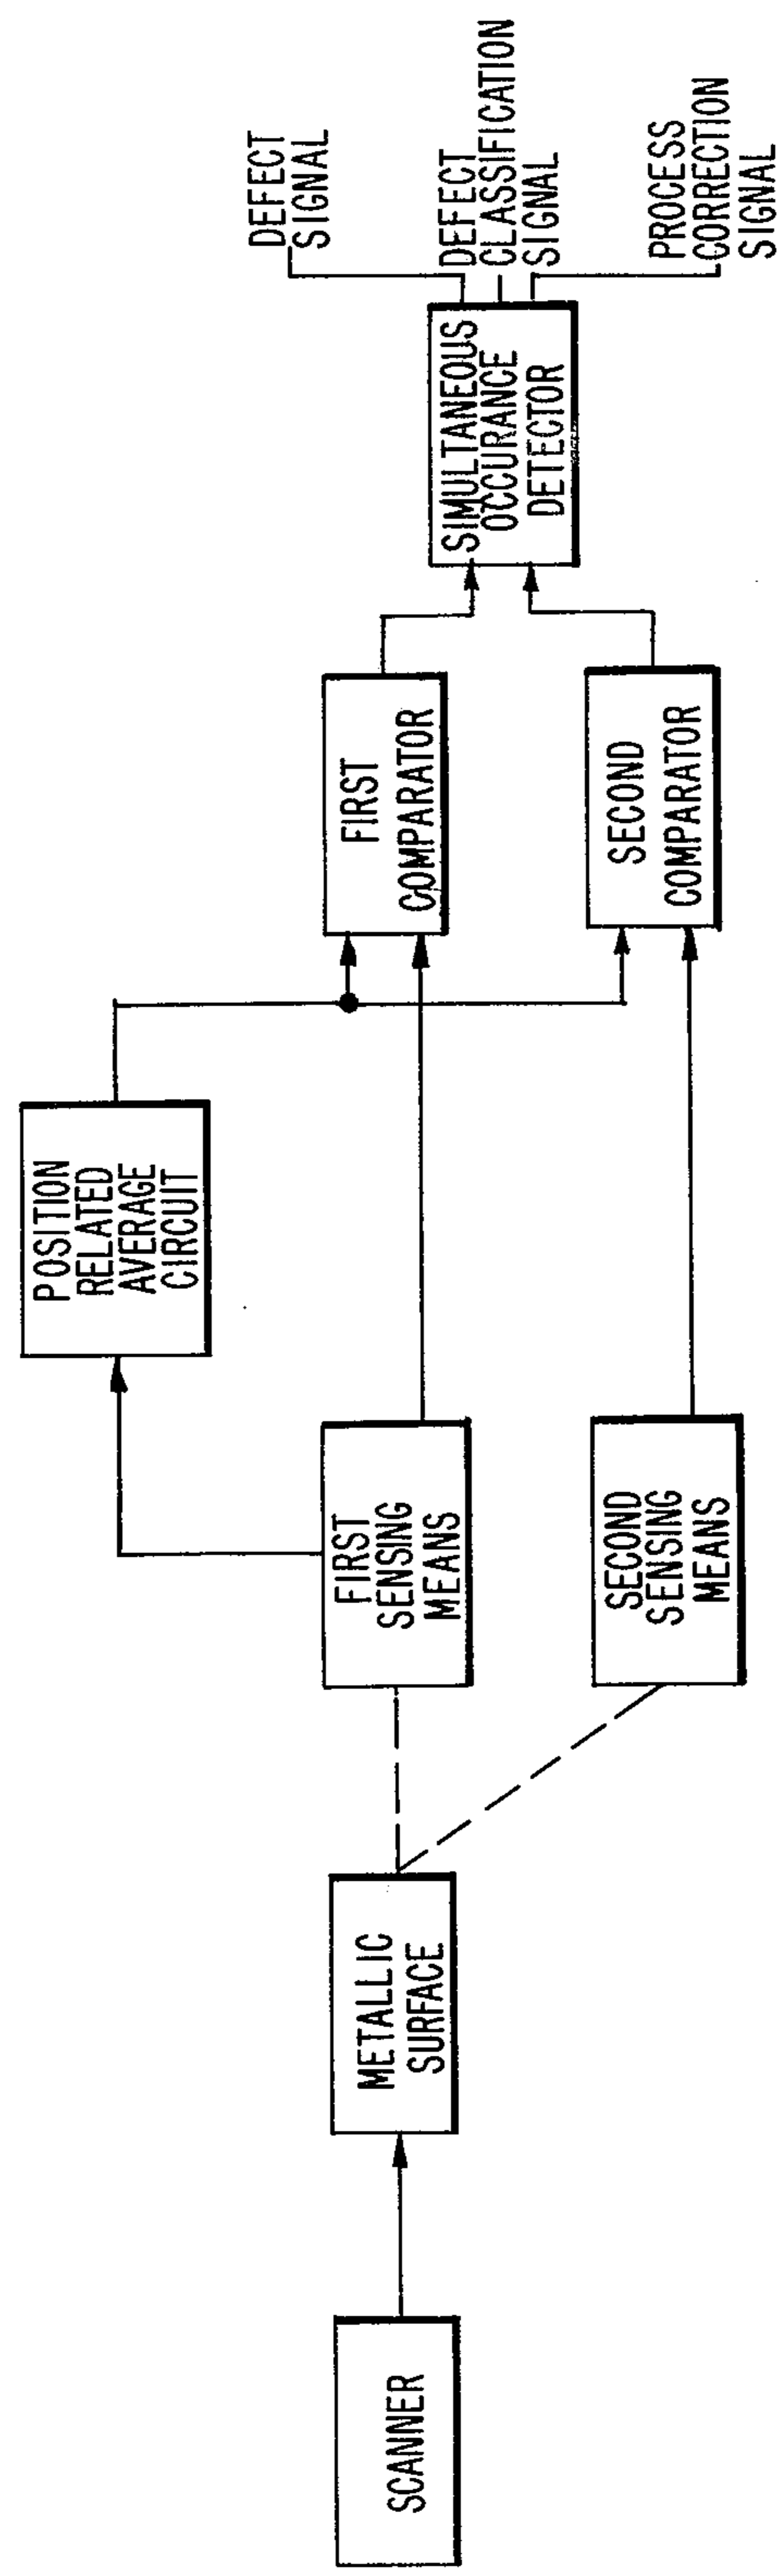 SCANNER
METALLIC
SURFACE
FIRST
SENSING
MEANS
SECOND
SENSING
MEANS
POSITION
RELATED
AVERAGE
CIRCUIT
FIRST
COMPARATOR
SECOND
COMPARATOR
SIMULTANEOUS
OCCURANCE
DETECTOR
DEFECT
SIGNAL
DEFECT
CLASSIFICATION
SIGNAL
PROCESS
CORRECTION
SIGNAL